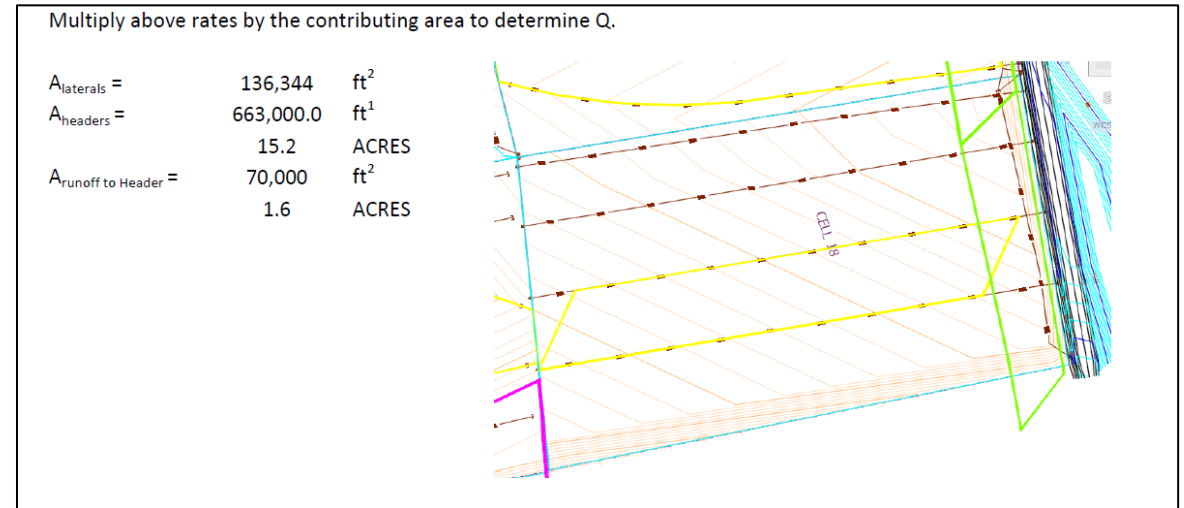 Multiply above rates by the contributing area to determine Q.
Alaterals = 136,344 ft2
Aheaders = 663,000.0 ft1
15.2 ACRES
Arunoff to Header = 70,000 ft2
1.6 ACRES
CELL 18